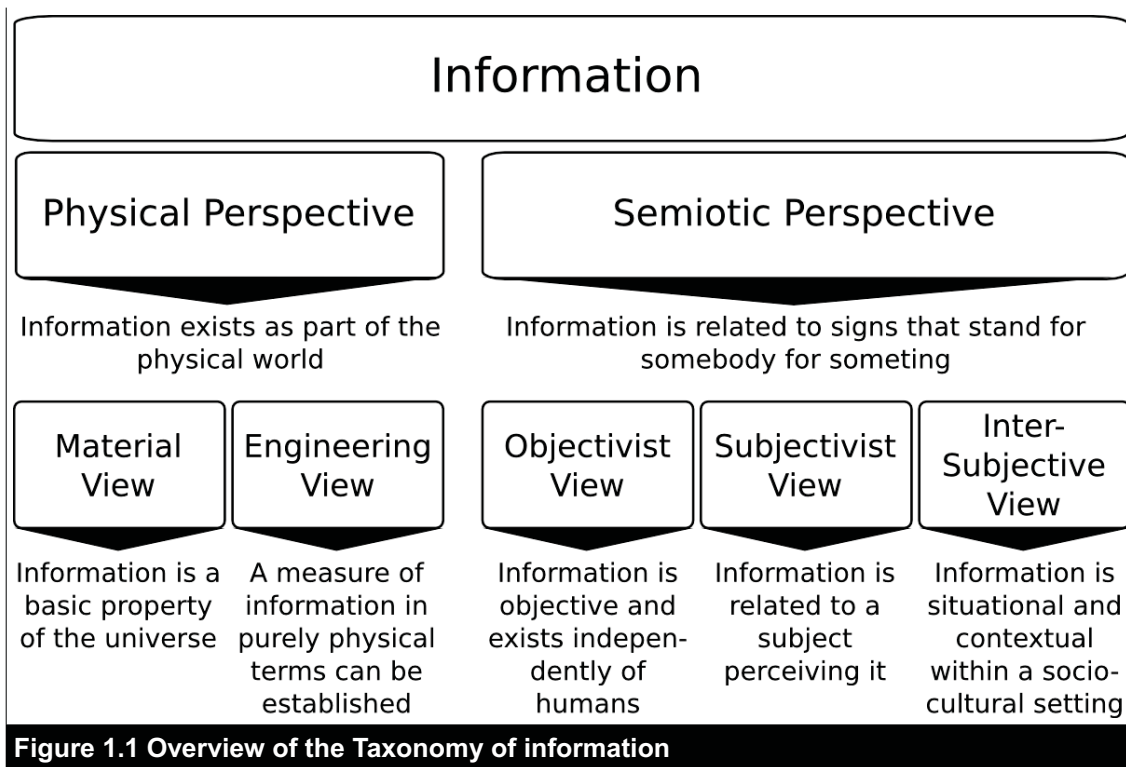 Information
Physical Perspective
Semiotic Perspective
Information exists as part of the
physical world
Information is related to signs that stand for
somebody for someting
Material
View
Engineering
View
Objectivist
View
Subjectivist
View
Inter-
Subjective
View
Information is a
basic property
of the universe
A measure of
information in
purely physical
terms can be
established
Information is
objective and
exists indepen-
dently of
humans
Information is
related to a
subject
perceiving it
Information is
situational and
contextual
within a socio-
cultural setting
Figure 1.1 Overview of the Taxonomy of information